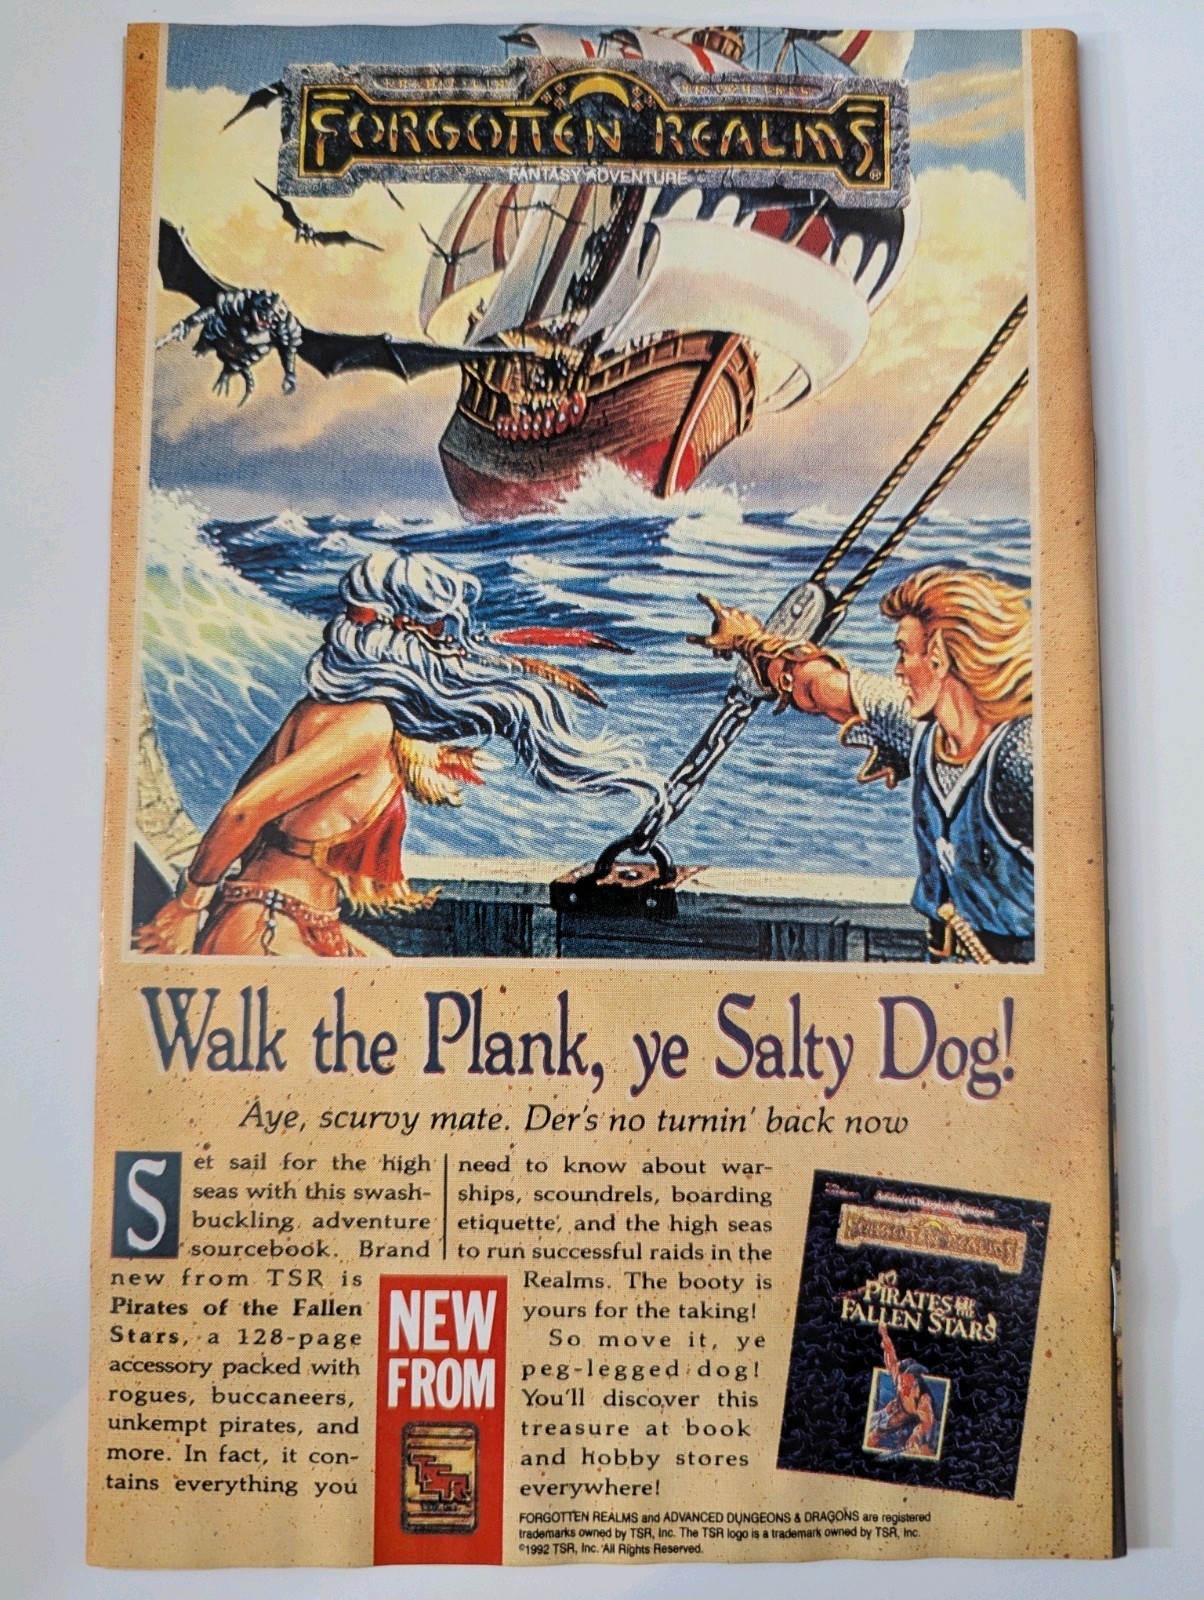 FORGOTTEN REALMS®
FANTASY ADVENTURE
Walk the Plank, ye Salty Dog!
Aye, scurvy mate. Der's no turnin' back now
Set sail for the high
seas with this swash-
buckling adventure
sourcebook. Brand
new from TSR is
Pirates of the Fallen
Stars, a 128-page
accessory packed with
rogues, buccaneers,
unkempt pirates, and
more. In fact, it con-
tains everything you
need to know about war-
ships, scoundrels, boarding
etiquette, and the high seas
to run successful raids in the
Realms. The booty is
yours for the taking!
So move it, ye
peg-legged dog!
You'll discover this
treasure at book
and hobby stores
everywhere!
NEW
FROM
TSR
Advanced Dungeons & Dragons
FORGOTTEN REALMS
PIRATES OF THE
FALLEN STARS
FORGOTTEN REALMS and ADVANCED DUNGEONS & DRAGONS are registered
trademarks owned by TSR, Inc. The TSR logo is a trademark owned by TSR, Inc.
©1992 TSR, Inc. All Rights Reserved.